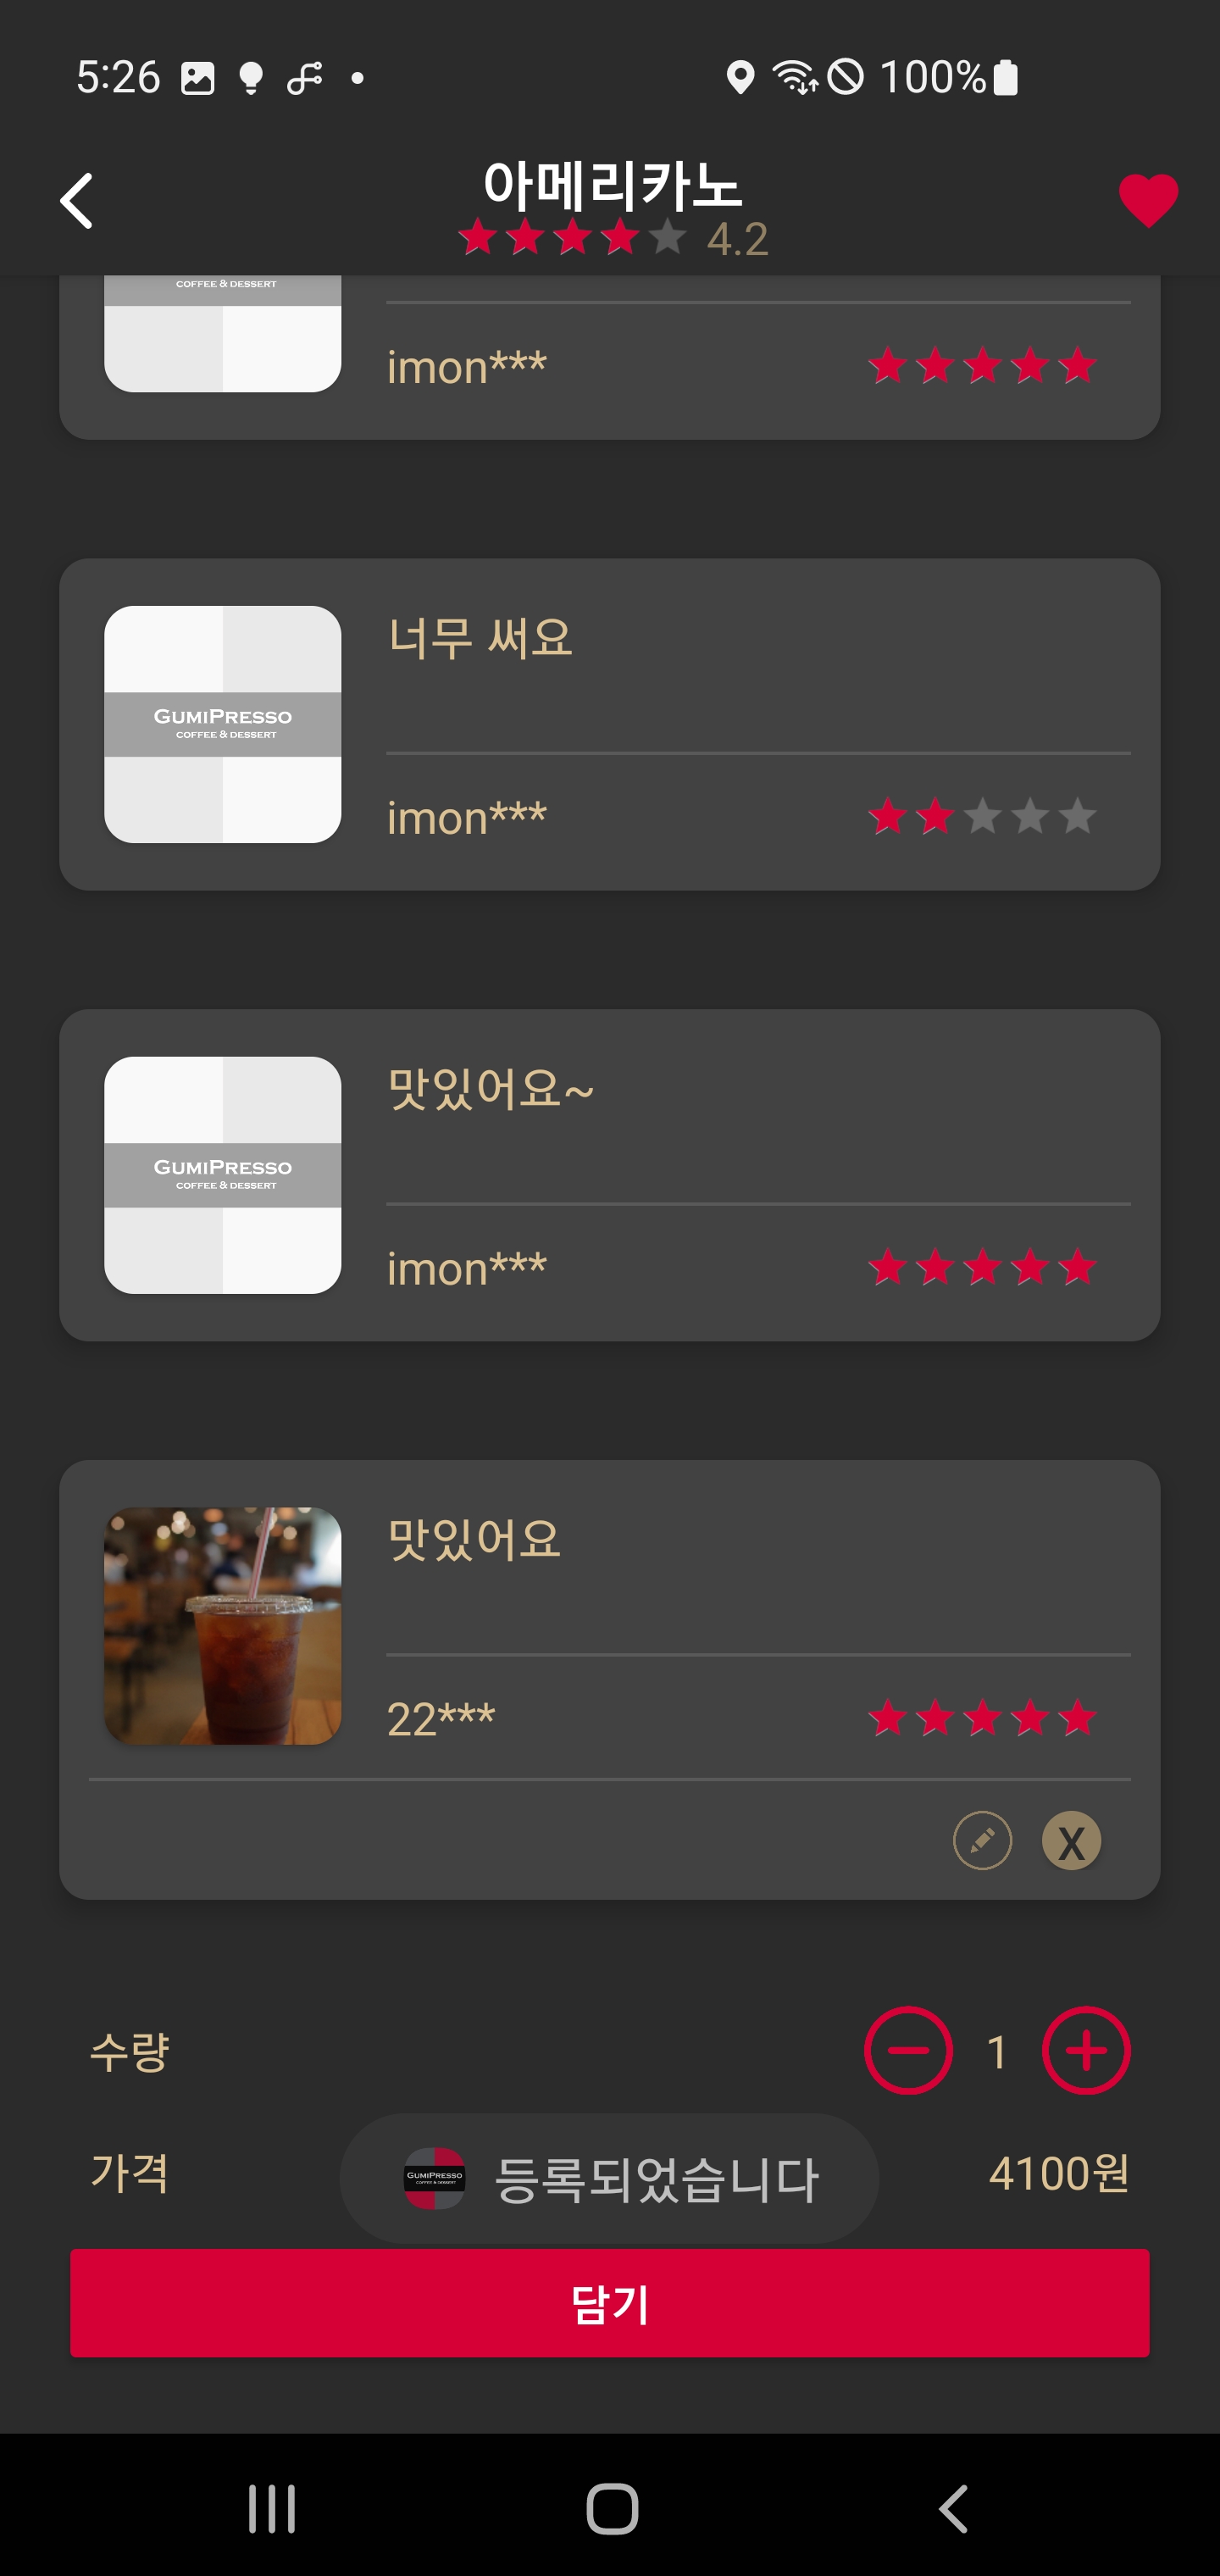 5:26
100%
아메리카노
4.2
COFFEE & DESSERT
imon***
너무 써요
GUMIPRESSO
COFFEE & DESSERT
imon***
맛있어요~
GUMIPRESSO
COFFEE & DESSERT
imon***
맛있어요
22***
X
수량
1
가격
GUMIPRESSO
COFFEE & DESSERT
등록되었습니다
4100원
담기